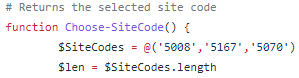 # Returns the selected site code
function Choose-SiteCode() {
$SiteCodes = @('5008','5167','5070')
$len = $SiteCodes.length